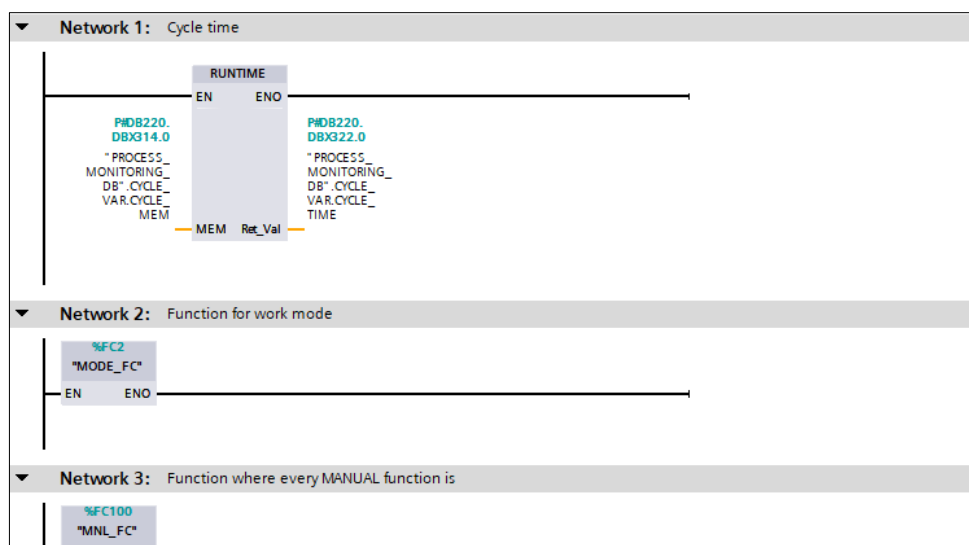 Network 1: Cycle time
RUNTIME
EN ENO
P#DB220.
DBX314.0
"PROCESS_
MONITORING_
DB".CYCLE_
VAR.CYCLE_
MEM
P#DB220.
DBX322.0
"PROCESS_
MONITORING_
DB".CYCLE_
VAR.CYCLE_
TIME
MEM Ret_Val
Network 2: Function for work mode
%FC2
"MODE_FC"
EN ENO
Network 3: Function where every MANUAL function is
%FC100
"MNL_FC"